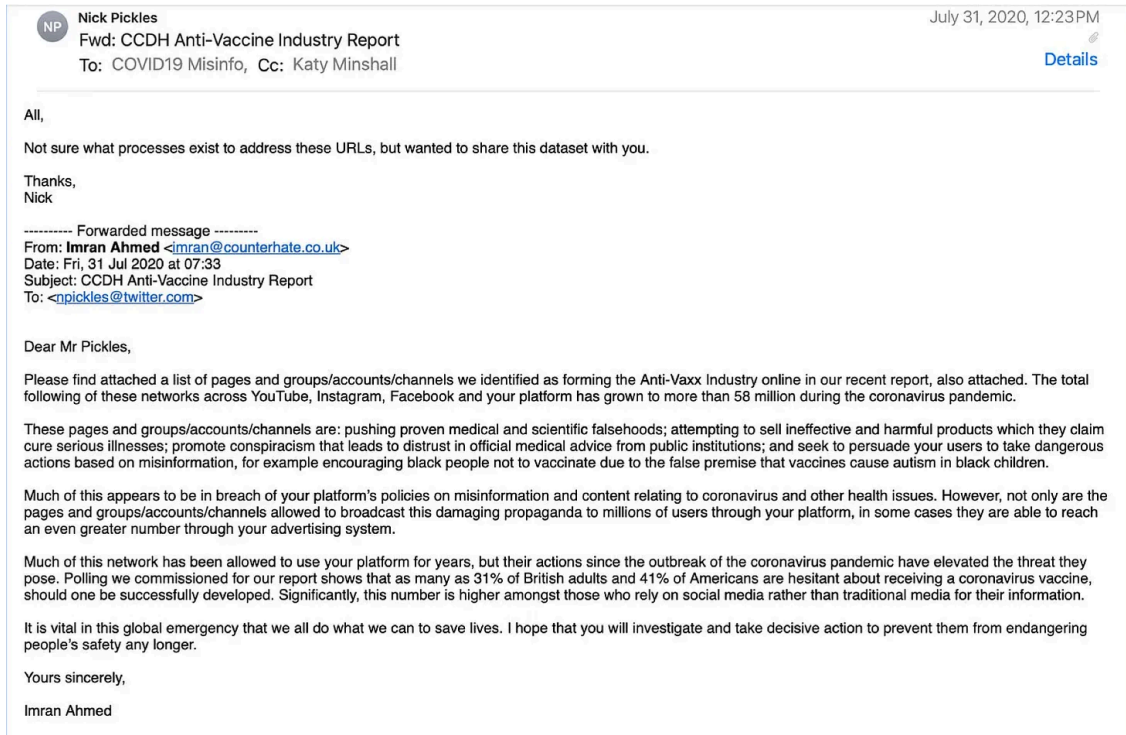 NP
Nick Pickles
July 31, 2020, 12:23PM
Fwd: CCDH Anti-Vaccine Industry Report
To: COVID19 Misinfo, Cc: Katy Minshall
Details
All,
Not sure what processes exist to address these URLs, but wanted to share this dataset with you.
Thanks,
Nick
---------- Forwarded message ---------
From: Imran Ahmed <imran@counterhate.co.uk>
Date: Fri, 31 Jul 2020 at 07:33
Subject: CCDH Anti-Vaccine Industry Report
To: <npickles@twitter.com>
Dear Mr Pickles,
Please find attached a list of pages and groups/accounts/channels we identified as forming the Anti-Vaxx Industry online in our recent report, also attached. The total
following of these networks across YouTube, Instagram, Facebook and your platform has grown to more than 58 million during the coronavirus pandemic.
These pages and groups/accounts/channels are: pushing proven medical and scientific falsehoods; attempting to sell ineffective and harmful products which they claim
cure serious illnesses; promote conspiracism that leads to distrust in official medical advice from public institutions; and seek to persuade your users to take dangerous
actions based on misinformation, for example encouraging black people not to vaccinate due to the false premise that vaccines cause autism in black children.
Much of this appears to be in breach of your platform's policies on misinformation and content relating to coronavirus and other health issues. However, not only are the
pages and groups/accounts/channels allowed to broadcast this damaging propaganda to millions of users through your platform, in some cases they are able to reach
an even greater number through your advertising system.
Much of this network has been allowed to use your platform for years, but their actions since the outbreak of the coronavirus pandemic have elevated the threat they
pose. Polling we commissioned for our report shows that as many as 31% of British adults and 41% of Americans are hesitant about receiving a coronavirus vaccine,
should one be successfully developed. Significantly, this number is higher amongst those who rely on social media rather than traditional media for their information.
It is vital in this global emergency that we all do what we can to save lives. I hope that you will investigate and take decisive action to prevent them from endangering
people's safety any longer.
Yours sincerely,
Imran Ahmed